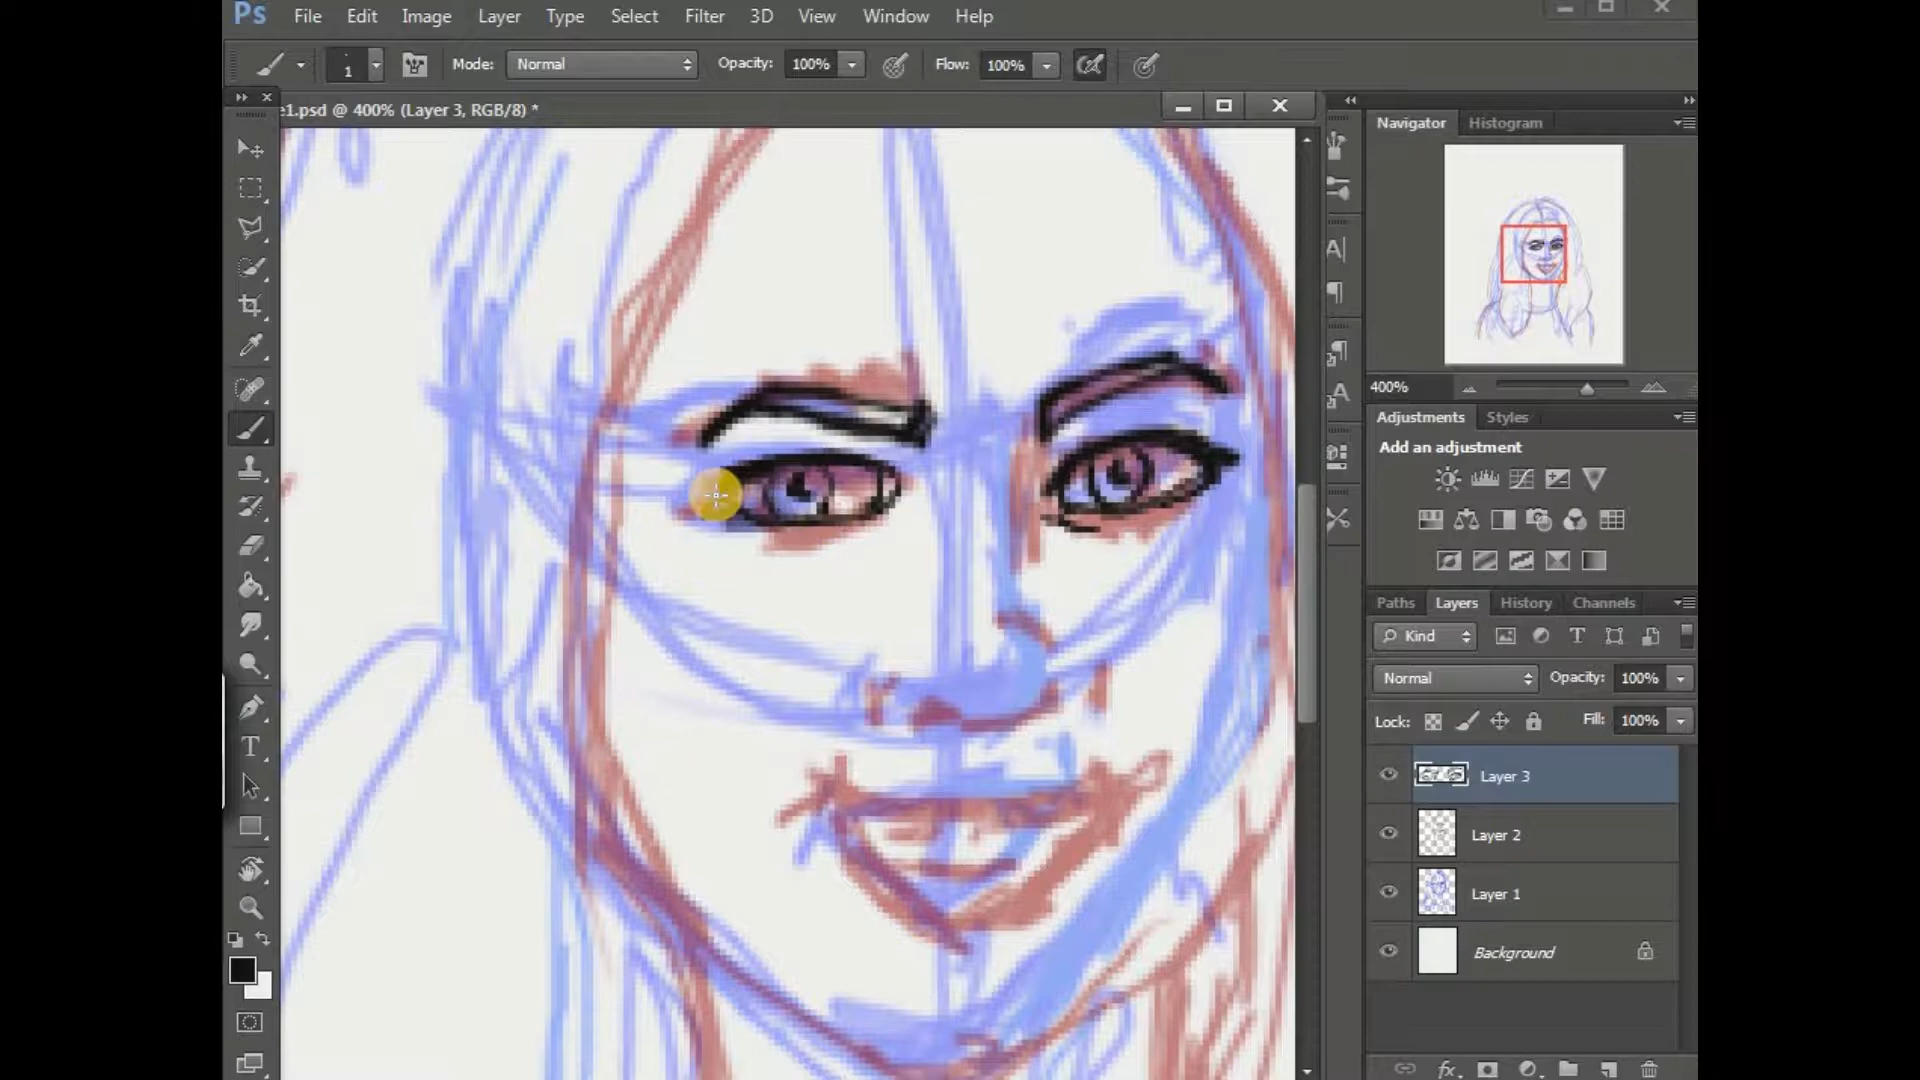 Ps File Edit Image Layer Type Select Filter 3D View Window Help
1 Mode: Normal Opacity: 100% Flow: 100%
e1.psd @ 400% (Layer 3, RGB/8) *
Navigator Histogram
400%
Adjustments Styles
Add an adjustment
Paths Layers History Channels
Kind
Normal Opacity: 100%
Lock: Fill: 100%
Layer 3
Layer 2
Layer 1
Background